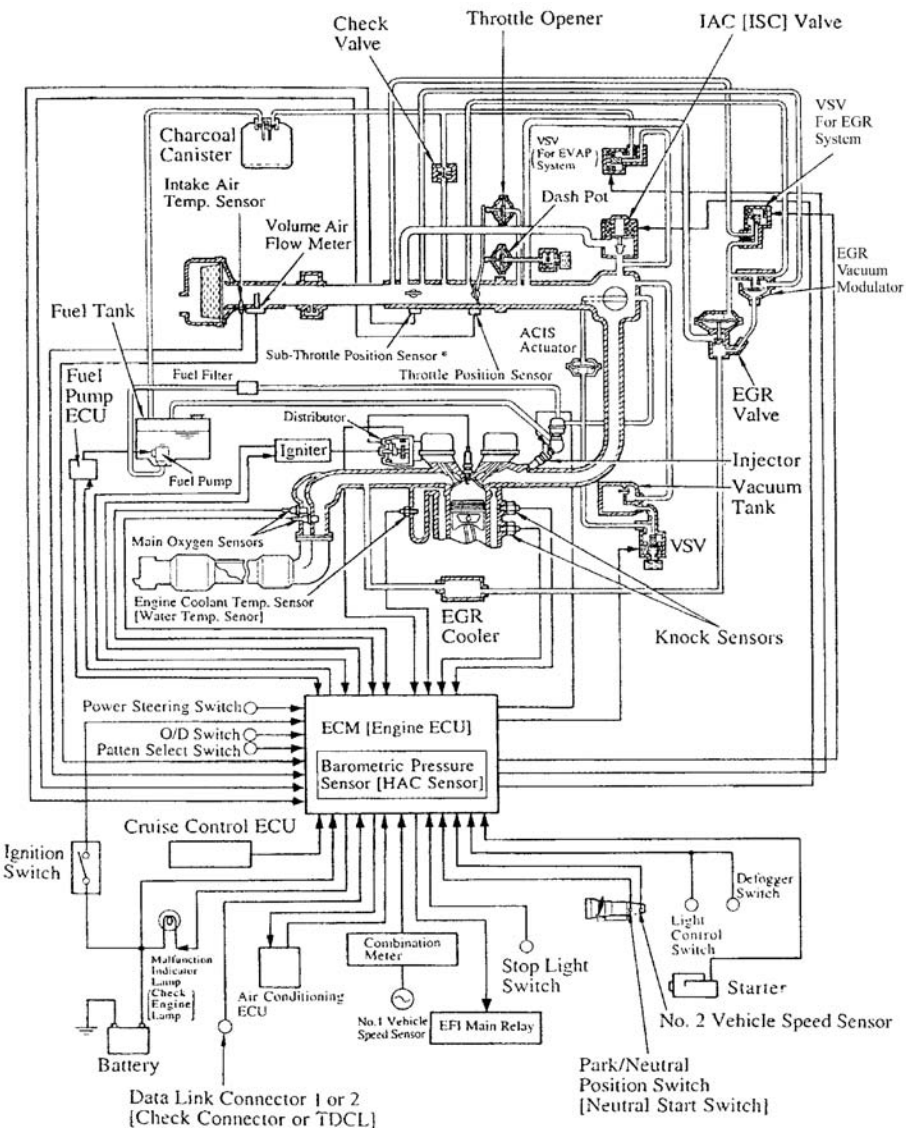 Check
Valve
Throttle Opener
IAC [ISC] Valve
VSV
For EGR
System
Charcoal
Canister
VSV
(For EVAP)
System
Intake Air
Temp. Sensor
Dash Pot
Volume Air
Flow Meter
EGR
Vacuum
Modulator
Fuel Tank
ACIS
Actuator
Sub-Throttle Position Sensor *
Throttle Position Sensor
Fuel
Pump
ECU
Fuel Filter
EGR
Valve
Distributor
Igniter
Injector
Fuel Pump
Vacuum
Tank
Main Oxygen Sensors
VSV
Engine Coolant Temp. Sensor
[Water Temp. Senor]
EGR
Cooler
Knock Sensors
Power Steering Switch
O/D Switch
Patten Select Switch
ECM [Engine ECU]
Barometric Pressure
Sensor [HAC Sensor]
Cruise Control ECU
Ignition
Switch
Defogger
Switch
Light
Control
Switch
Malfunction
Indicator
Lamp
(Check
Engine
Lamp)
Combination
Meter
Stop Light
Switch
Air Conditioning
ECU
Starter
No.1 Vehicle
Speed Sensor
EFI Main Relay
No. 2 Vehicle Speed Sensor
Battery
Park/Neutral
Position Switch
[Neutral Start Switch]
Data Link Connector 1 or 2
[Check Connector or TDCL]